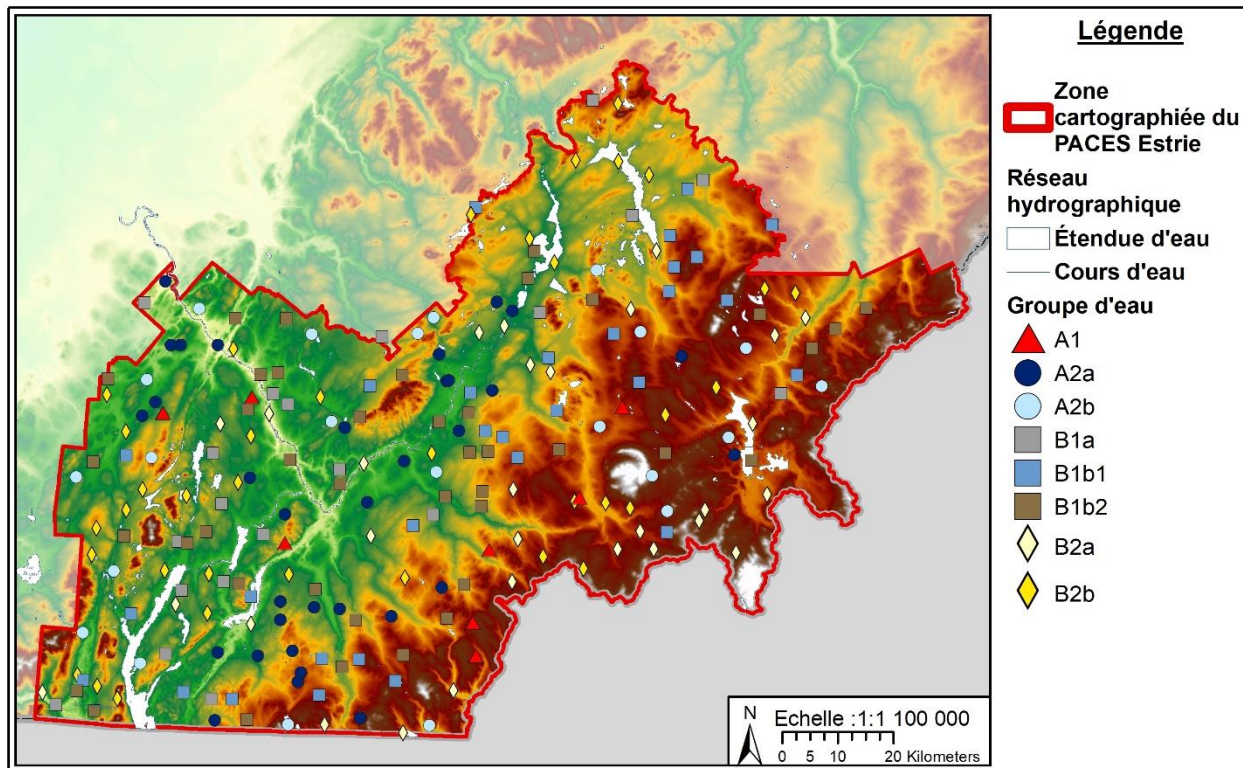 Légende
Zone
cartographiée du
PACES Estrie
Réseau
hydrographique
Étendue d'eau
Cours d'eau
Groupe d'eau
A1
A2a
A2b
B1a
B1b1
B1b2
B2a
B2b
N
Echelle :1:1 100 000
0 5 10 20 Kilometers